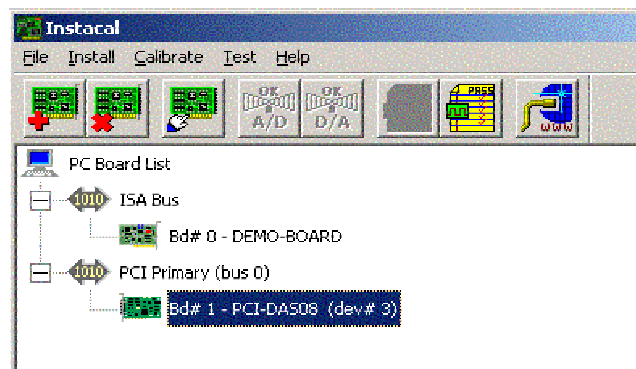 Instacal
File Install Calibrate Test Help
OK A/D OK D/A PASS WWW
PC Board List
1010 ISA Bus
Bd# 0 - DEMO-BOARD
1010 PCI Primary (bus 0)
Bd# 1 - PCI-DAS08 (dev# 3)